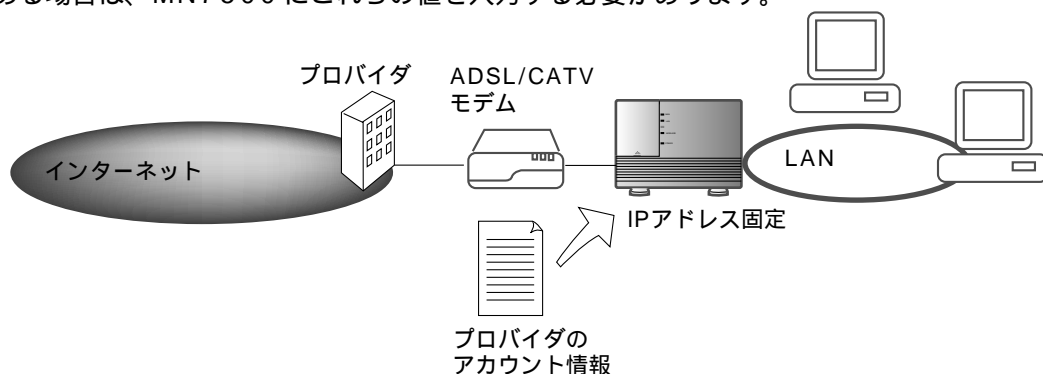 ある場合は、MN7500にこれらの値を入力する必要があります。
プロバイダ
ADSL/CATV
モデム
インターネット
LAN
IPアドレス固定
プロバイダの
アカウント情報